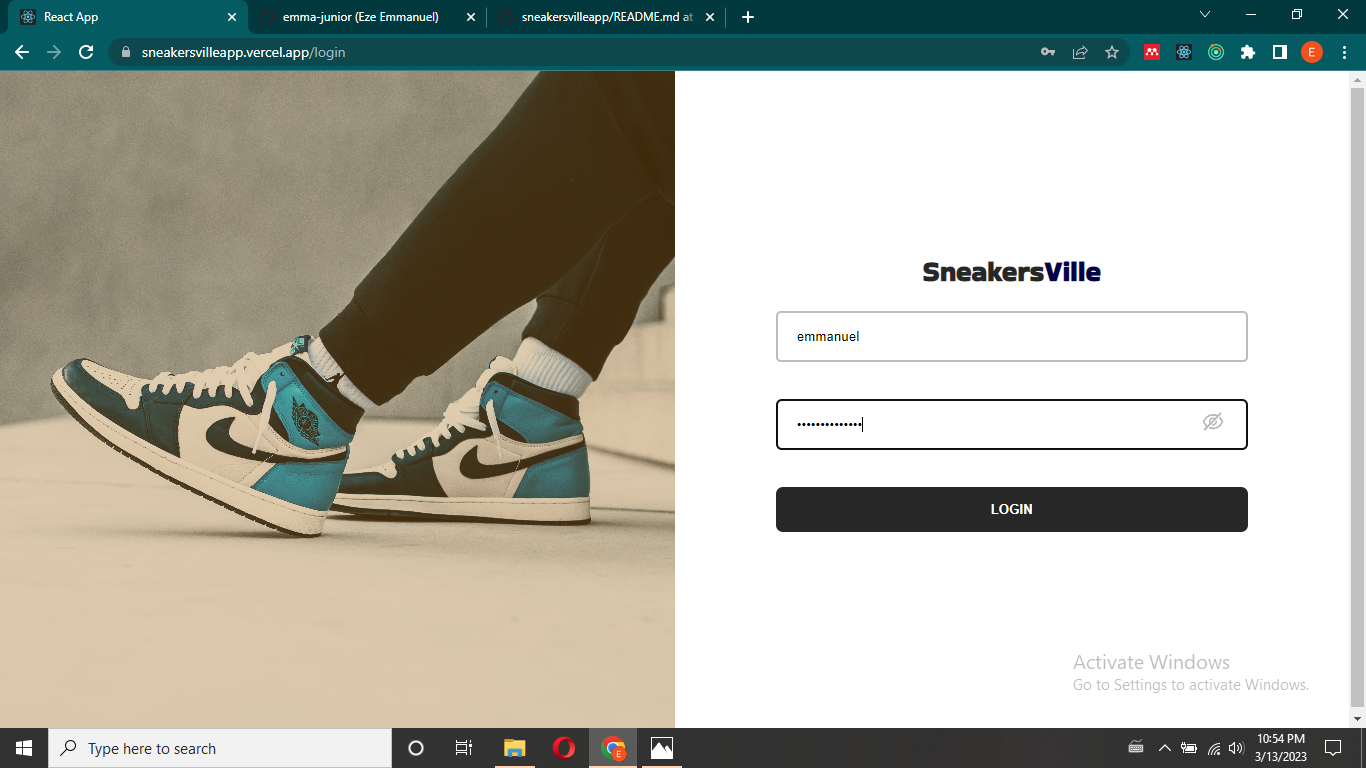 React App
emma-junior (Eze Emmanuel)
sneakersvilleapp/README.md at
sneakersvilleapp.vercel.app/login
E
SneakersVille
emmanuel
••••••••••••••
LOGIN
Activate Windows
Go to Settings to activate Windows.
Type here to search
E
10:54 PM
3/13/2023